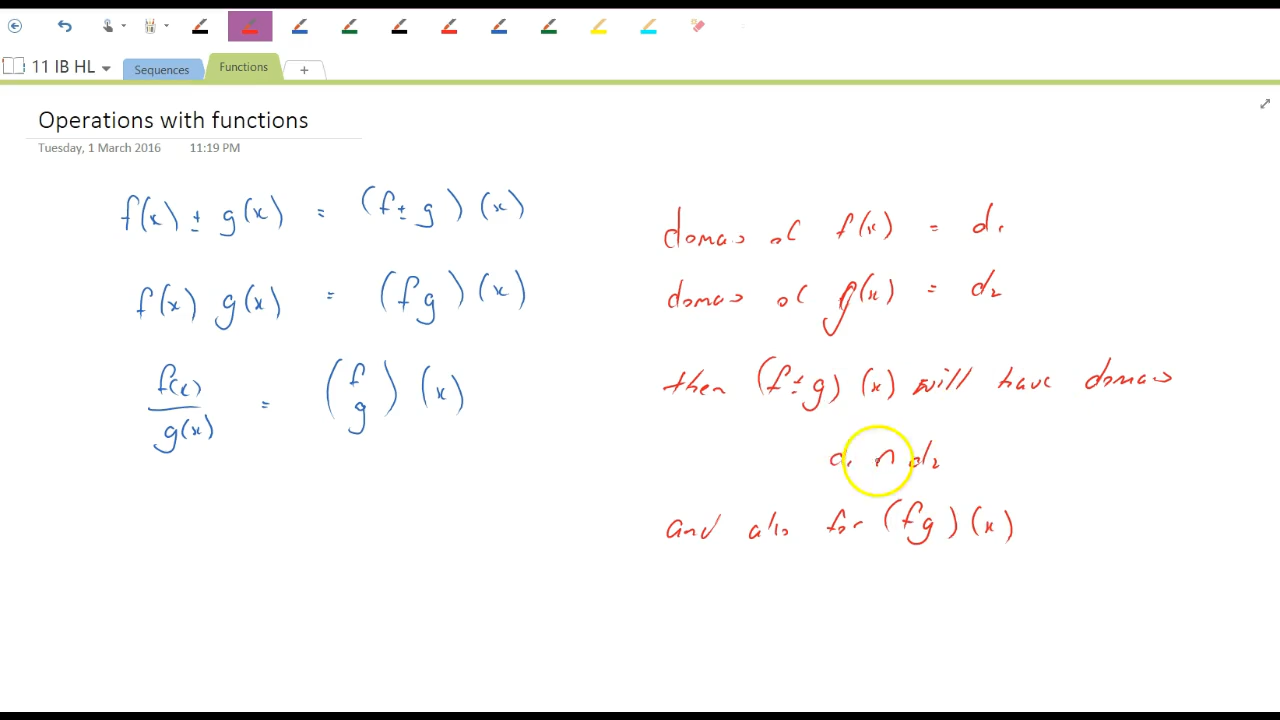 11 IB HL
Sequences
Functions
Operations with functions
Tuesday, 1 March 2016 11:19 PM
f(x) ± g(x) = (f ± g)(x)
f(x) g(x) = (fg)(x)
f(x)
g(x)
= (f
g) (x)
domain of f(x) = d₁
domain of g(x) = d₂
then (f ± g)(x) will have domain
d₁ ∩ d₂
and also for (fg)(x)